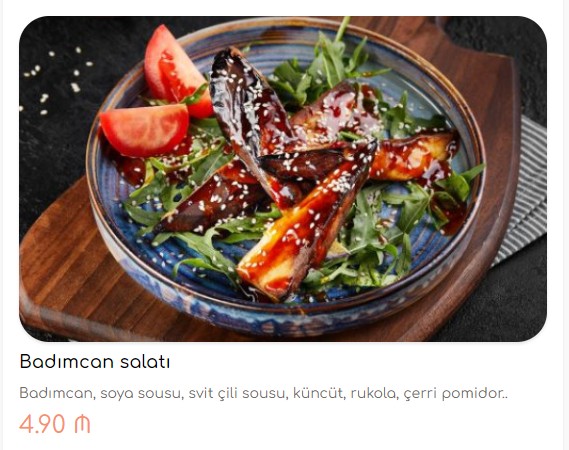 Badımcan salatı
Badımcan, soya sousu, svit çili sousu, küncüt, rukola, çerri pomidor..
4.90 ₼